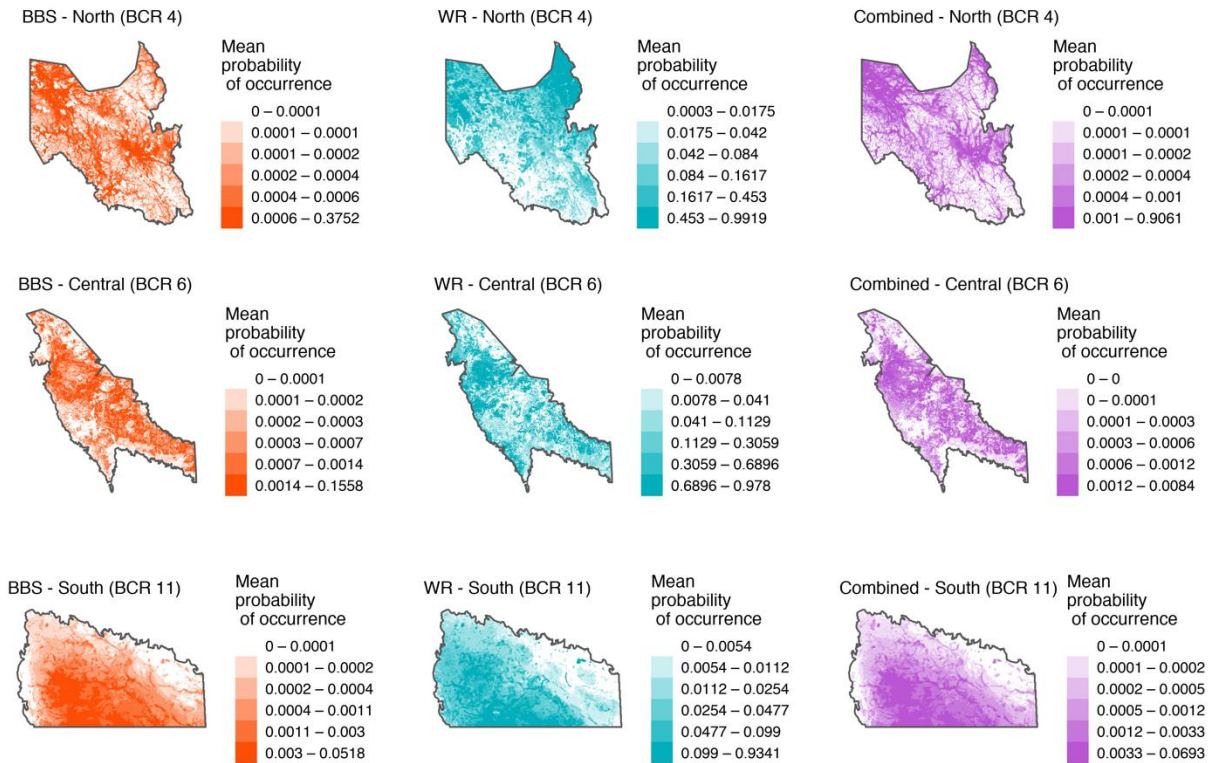 BBS - North (BCR 4)
Mean
probability
of occurrence
0 – 0.0001
0.0001 – 0.0001
0.0001 – 0.0002
0.0002 – 0.0004
0.0004 – 0.0006
0.0006 – 0.3752
WR - North (BCR 4)
Mean
probability
of occurrence
0.0003 – 0.0175
0.0175 – 0.042
0.042 – 0.084
0.084 – 0.1617
0.1617 – 0.453
0.453 – 0.9919
Combined - North (BCR 4)
Mean
probability
of occurrence
0 – 0.0001
0.0001 – 0.0001
0.0001 – 0.0002
0.0002 – 0.0004
0.0004 – 0.001
0.001 – 0.9061
BBS - Central (BCR 6)
Mean
probability
of occurrence
0 – 0.0001
0.0001 – 0.0002
0.0002 – 0.0003
0.0003 – 0.0007
0.0007 – 0.0014
0.0014 – 0.1558
WR - Central (BCR 6)
Mean
probability
of occurrence
0 – 0.0078
0.0078 – 0.041
0.041 – 0.1129
0.1129 – 0.3059
0.3059 – 0.6896
0.6896 – 0.978
Combined - Central (BCR 6)
Mean
probability
of occurrence
0 – 0
0 – 0.0001
0.0001 – 0.0003
0.0003 – 0.0006
0.0006 – 0.0012
0.0012 – 0.0084
BBS - South (BCR 11)
Mean
probability
of occurrence
0 – 0.0001
0.0001 – 0.0002
0.0002 – 0.0004
0.0004 – 0.0011
0.0011 – 0.003
0.003 – 0.0518
WR - South (BCR 11)
Mean
probability
of occurrence
0 – 0.0054
0.0054 – 0.0112
0.0112 – 0.0254
0.0254 – 0.0477
0.0477 – 0.099
0.099 – 0.9341
Combined - South (BCR 11)
Mean
probability
of occurrence
0 – 0.0001
0.0001 – 0.0002
0.0002 – 0.0005
0.0005 – 0.0012
0.0012 – 0.0033
0.0033 – 0.0693